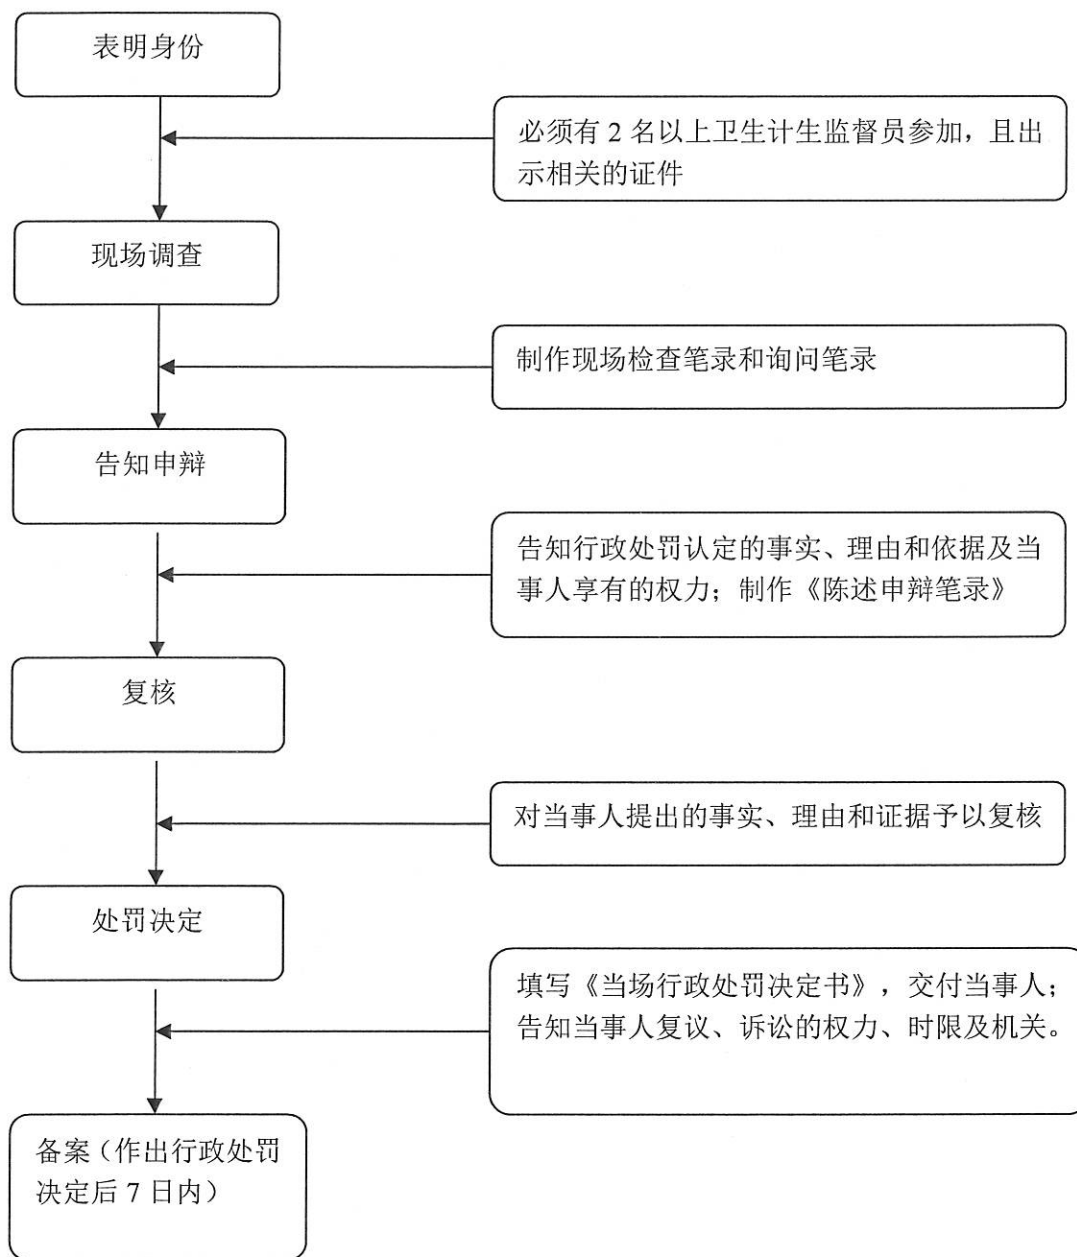 表明身份
必须有 2 名以上卫生计生监督员参加，且出
示相关的证件
现场调查
制作现场检查笔录和询问笔录
告知申辩
告知行政处罚认定的事实、理由和依据及当
事人享有的权力；制作《陈述申辩笔录》
复核
对当事人提出的事实、理由和证据予以复核
处罚决定
填写《当场行政处罚决定书》，交付当事人；
告知当事人复议、诉讼的权力、时限及机关。
备案（作出行政处罚
决定后 7 日内）